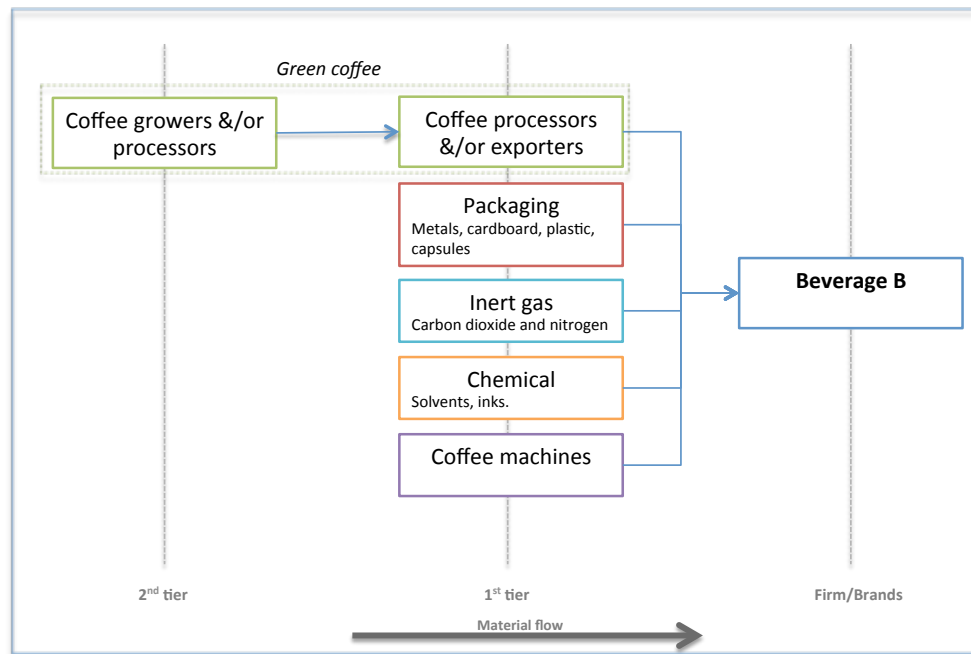 Green coffee
Coffee growers &/or
processors
Coffee processors
&/or exporters
Packaging
Metals, cardboard, plastic,
capsules
Inert gas
Carbon dioxide and nitrogen
Chemical
Solvents, inks.
Coffee machines
Beverage B
2nd tier
1st tier
Firm/Brands
Material flow